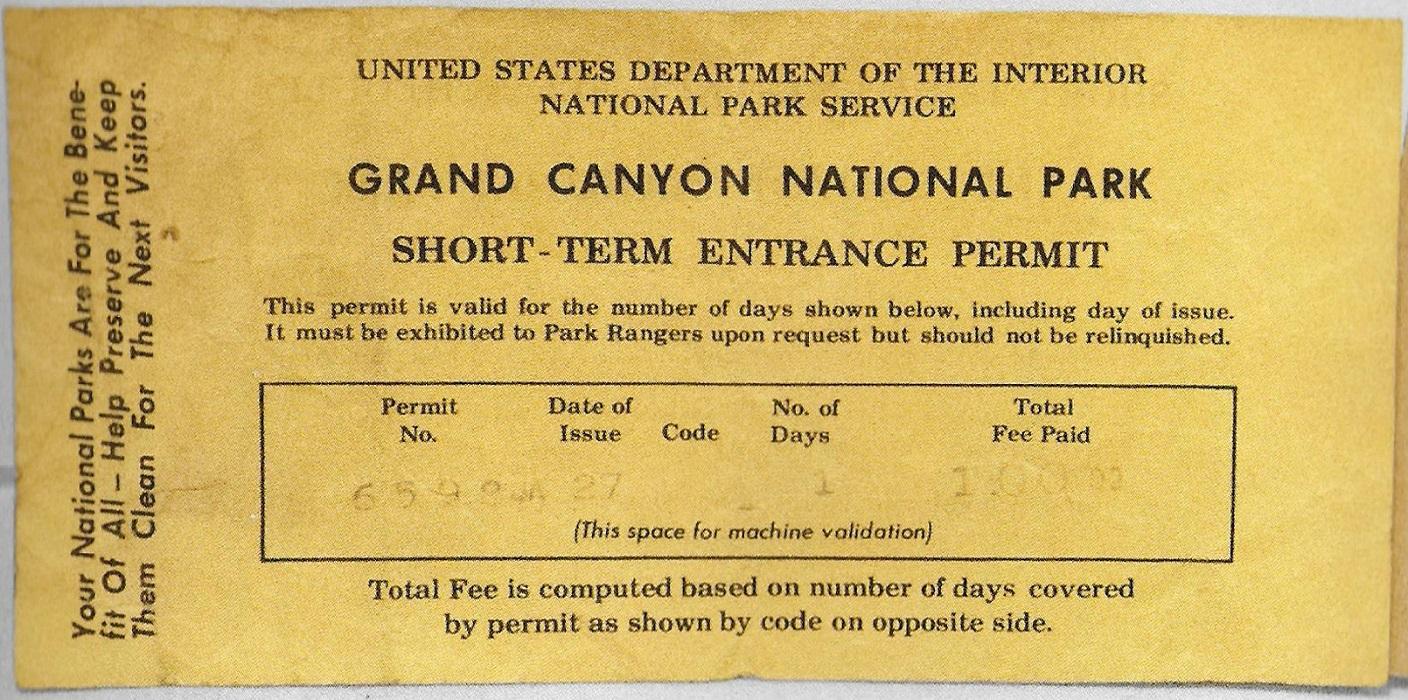 Your National Parks Are For The Bene-
fit Of All – Help Preserve And Keep
Them Clean For The Next Visitors.
UNITED STATES DEPARTMENT OF THE INTERIOR
NATIONAL PARK SERVICE
GRAND CANYON NATIONAL PARK
SHORT-TERM ENTRANCE PERMIT
This permit is valid for the number of days shown below, including day of issue.
It must be exhibited to Park Rangers upon request but should not be relinquished.
Permit No. Date of Issue Code No. of Days Total Fee Paid
27 1
(This space for machine validation)
Total Fee is computed based on number of days covered
by permit as shown by code on opposite side.